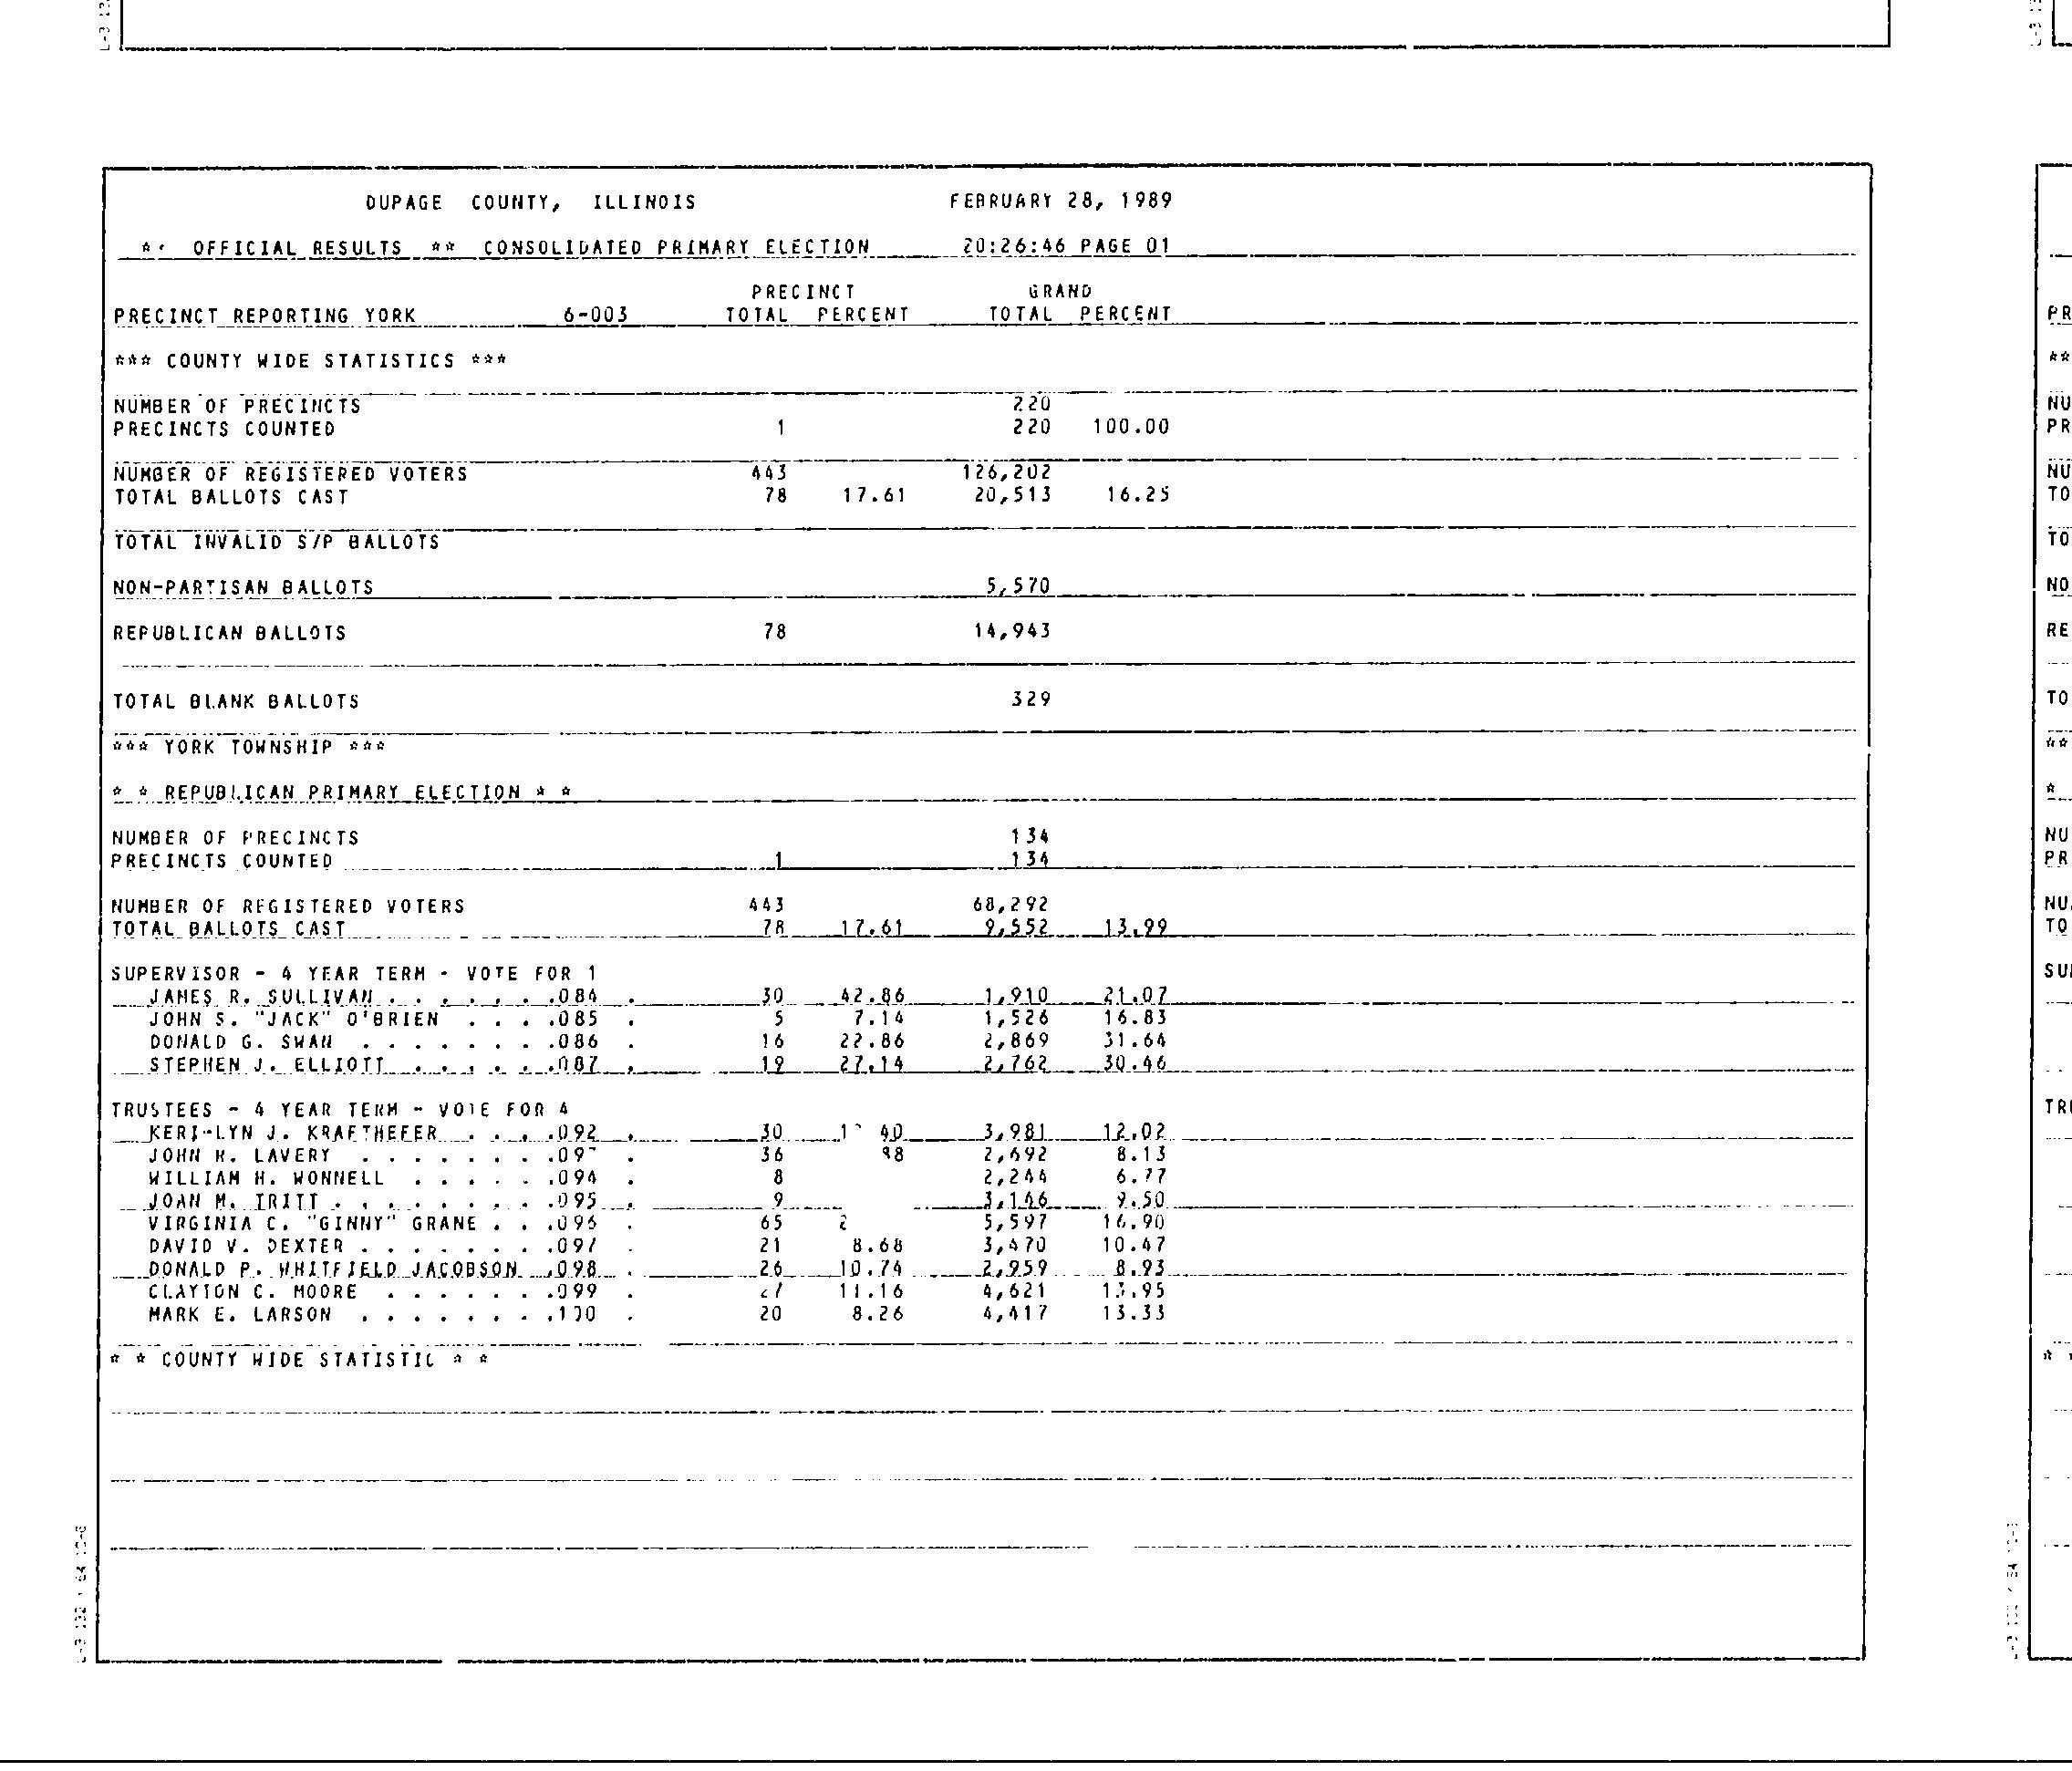 DUPAGE COUNTY, ILLINOIS FEBRUARY 28, 1989
** OFFICIAL RESULTS ** CONSOLIDATED PRIMARY ELECTION 20:26:46 PAGE 01
PRECINCT GRAND
PRECINCT REPORTING YORK 6-003 TOTAL PERCENT TOTAL PERCENT
*** COUNTY WIDE STATISTICS ***
NUMBER OF PRECINCTS 220
PRECINCTS COUNTED 1 220 100.00
NUMBER OF REGISTERED VOTERS 443 126,202
TOTAL BALLOTS CAST 78 17.61 20,513 16.25
TOTAL INVALID S/P BALLOTS
NON-PARTISAN BALLOTS 5,570
REPUBLICAN BALLOTS 78 14,943
TOTAL BLANK BALLOTS 329
*** YORK TOWNSHIP ***
* * REPUBLICAN PRIMARY ELECTION * *
NUMBER OF PRECINCTS 134
PRECINCTS COUNTED 1 134
NUMBER OF REGISTERED VOTERS 443 68,292
TOTAL BALLOTS CAST 78 17.61 9,552 13.99
SUPERVISOR - 4 YEAR TERM - VOTE FOR 1
JAMES R. SULLIVAN . . . . . . .084 . 30 42.86 1,910 21.07
JOHN S. "JACK" O'BRIEN . . . .085 . 5 7.14 1,526 16.83
DONALD G. SWAN . . . . . . . .086 . 16 22.86 2,869 31.64
STEPHEN J. ELLIOTT . . . . . .087 . 19 27.14 2,762 30.46
TRUSTEES - 4 YEAR TERM - VOTE FOR 4
KERI-LYN J. KRAFTHEFER . . . .092 . 30 40 3,981 12.02
JOHN H. LAVERY . . . . . . . . . 36 2,692 8.13
WILLIAM H. WONNELL . . . . . .094 . 8 2,244 6.77
JOAN M. TRITT . . . . . . . . .095 . 9 3,146 9.50
VIRGINIA C. "GINNY" GRANE . . .096 . 65 2 5,597 16.90
DAVID V. DEXTER . . . . . . . .097 . 21 8.68 3,470 10.47
DONALD P. WHITFIELD JACOBSON .098 . 26 10.74 2,959 8.93
CLAYTON C. MOORE . . . . . . .099 . 27 11.16 4,621 13.95
MARK E. LARSON . . . . . . . .100 . 20 8.26 4,417 13.33
* * COUNTY WIDE STATISTIC * *